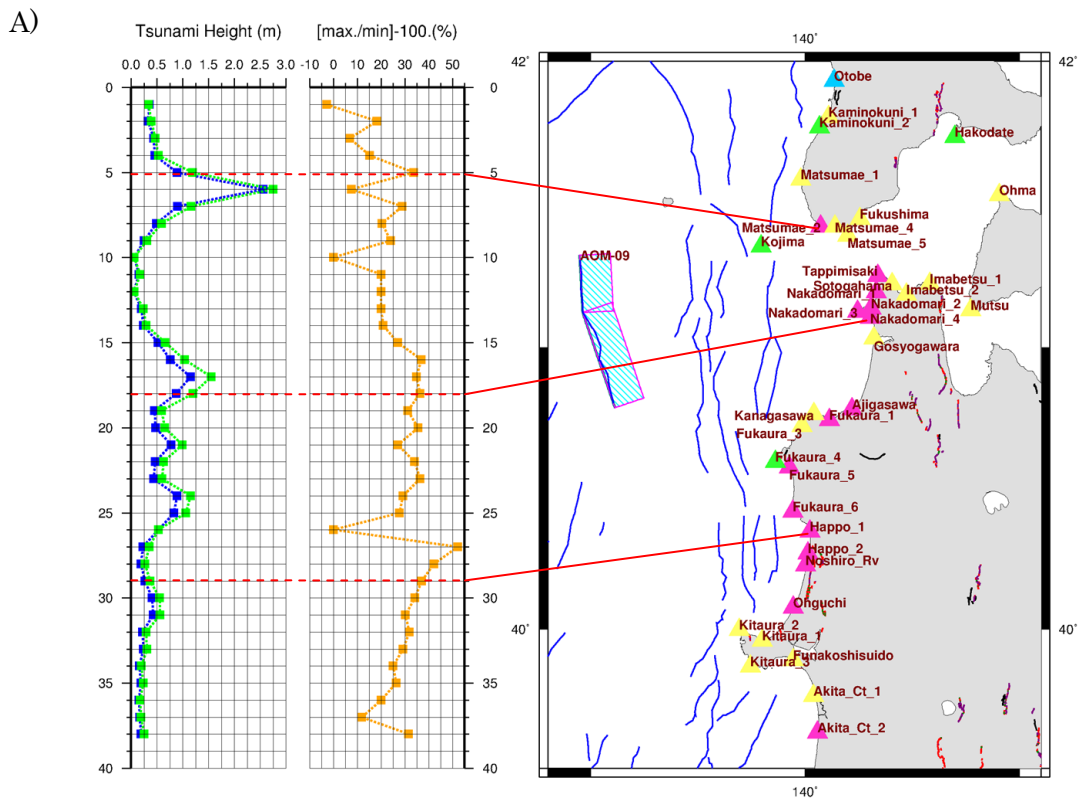 A)
Tsunami Height (m)
[max./min]-100.(%)
0.0 0.5 1.0 1.5 2.0 2.5 3.0
-10 0 10 20 30 40 50
0
5
10
15
20
25
30
35
40
0
5
10
15
20
25
30
35
40
140°
42°
42°
Otobe
Kaminokuni_1
Kaminokuni_2
Hakodate
Matsumae_1
Ohma
Fukushima
Matsumae_2
Matsumae_4
Kojima
Matsumae_5
AOM-09
Tappimisaki
Imabetsu_1
Sotogahama
Imabetsu_2
Nakadomari
Nakadomari_2
Mutsu
Nakadomari_3
Nakadomari_4
Gosyogawara
Ajigasawa
Kanagasawa
Fukaura_1
Fukaura_3
Fukaura_4
Fukaura_5
Fukaura_6
Happo_1
Happo_2
Noshiro_Rv
Onguchi
Kitaura_2
Kitaura_1
Funakoshisuido
Kitaura_3
Akita_Ct_1
Akita_Ct_2
40°
40°
140°